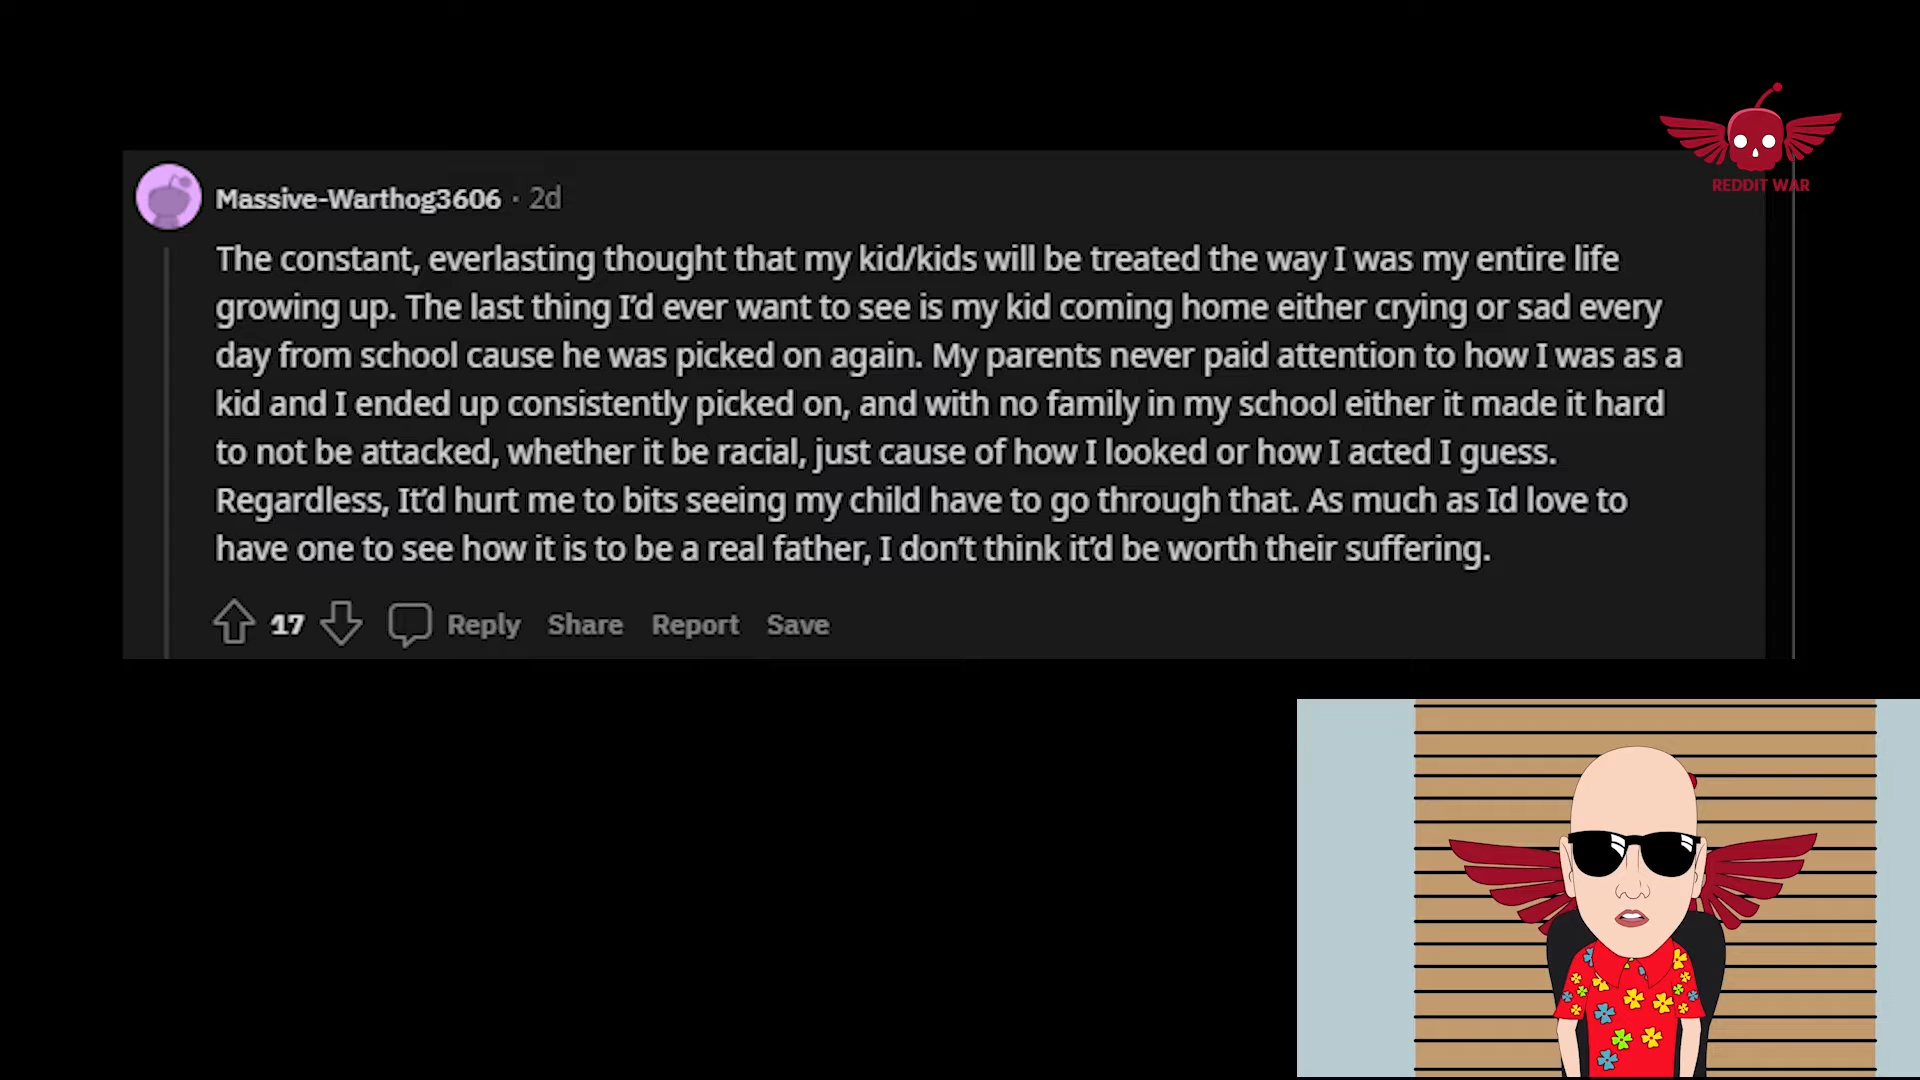 REDDIT WAR
Massive-Warthog3606 · 2d
The constant, everlasting thought that my kid/kids will be treated the way I was my entire life
growing up. The last thing I'd ever want to see is my kid coming home either crying or sad every
day from school cause he was picked on again. My parents never paid attention to how I was as a
kid and I ended up consistently picked on, and with no family in my school either it made it hard
to not be attacked, whether it be racial, just cause of how I looked or how I acted I guess.
Regardless, It'd hurt me to bits seeing my child have to go through that. As much as Id love to
have one to see how it is to be a real father, I don't think it'd be worth their suffering.
17 Reply Share Report Save